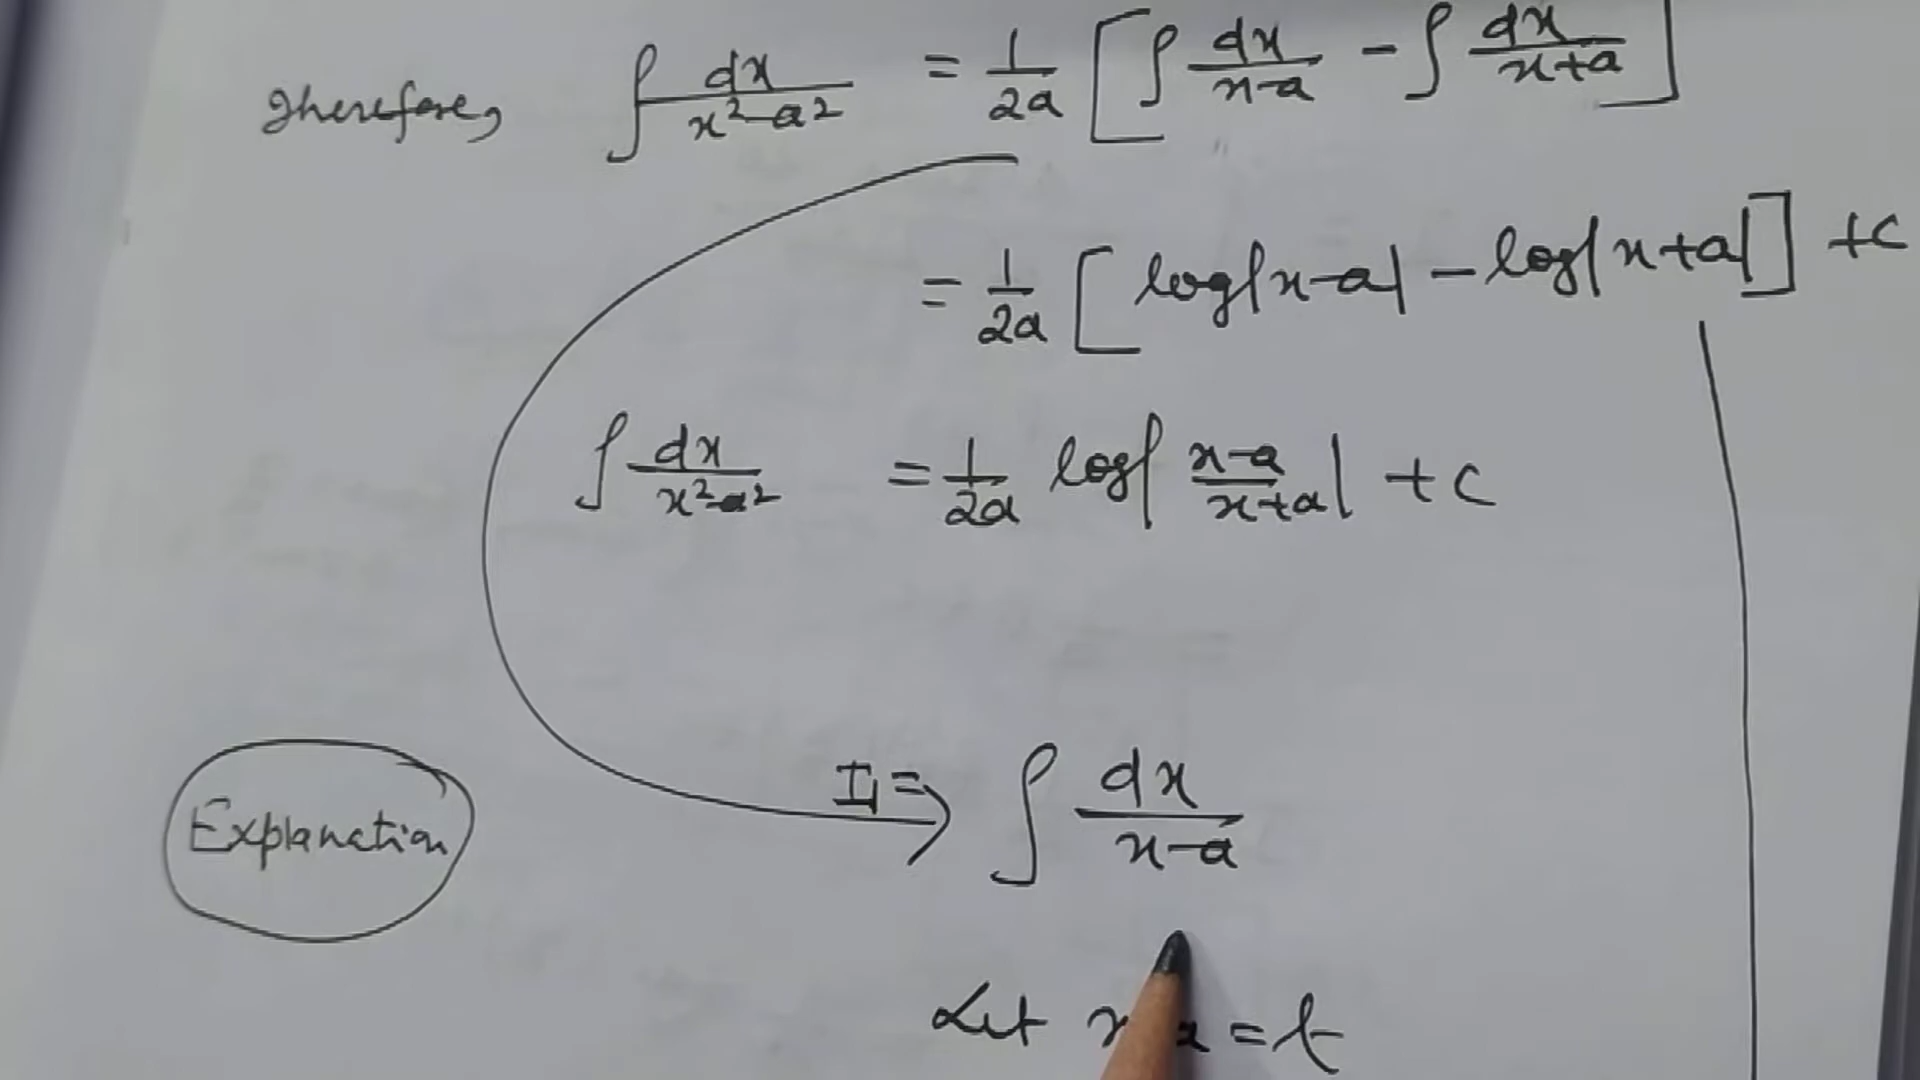 Therefore, ∫ dx/(x²-a²) = 1/2a [∫ dx/(x-a) - ∫ dx/(x+a)]
= 1/2a [log|x-a| - log|x+a|] + c
∫ dx/(x²-a²) = 1/2a log|(x-a)/(x+a)| + c
Explanation
I₁ = ∫ dx/(x-a)
Let x a = t